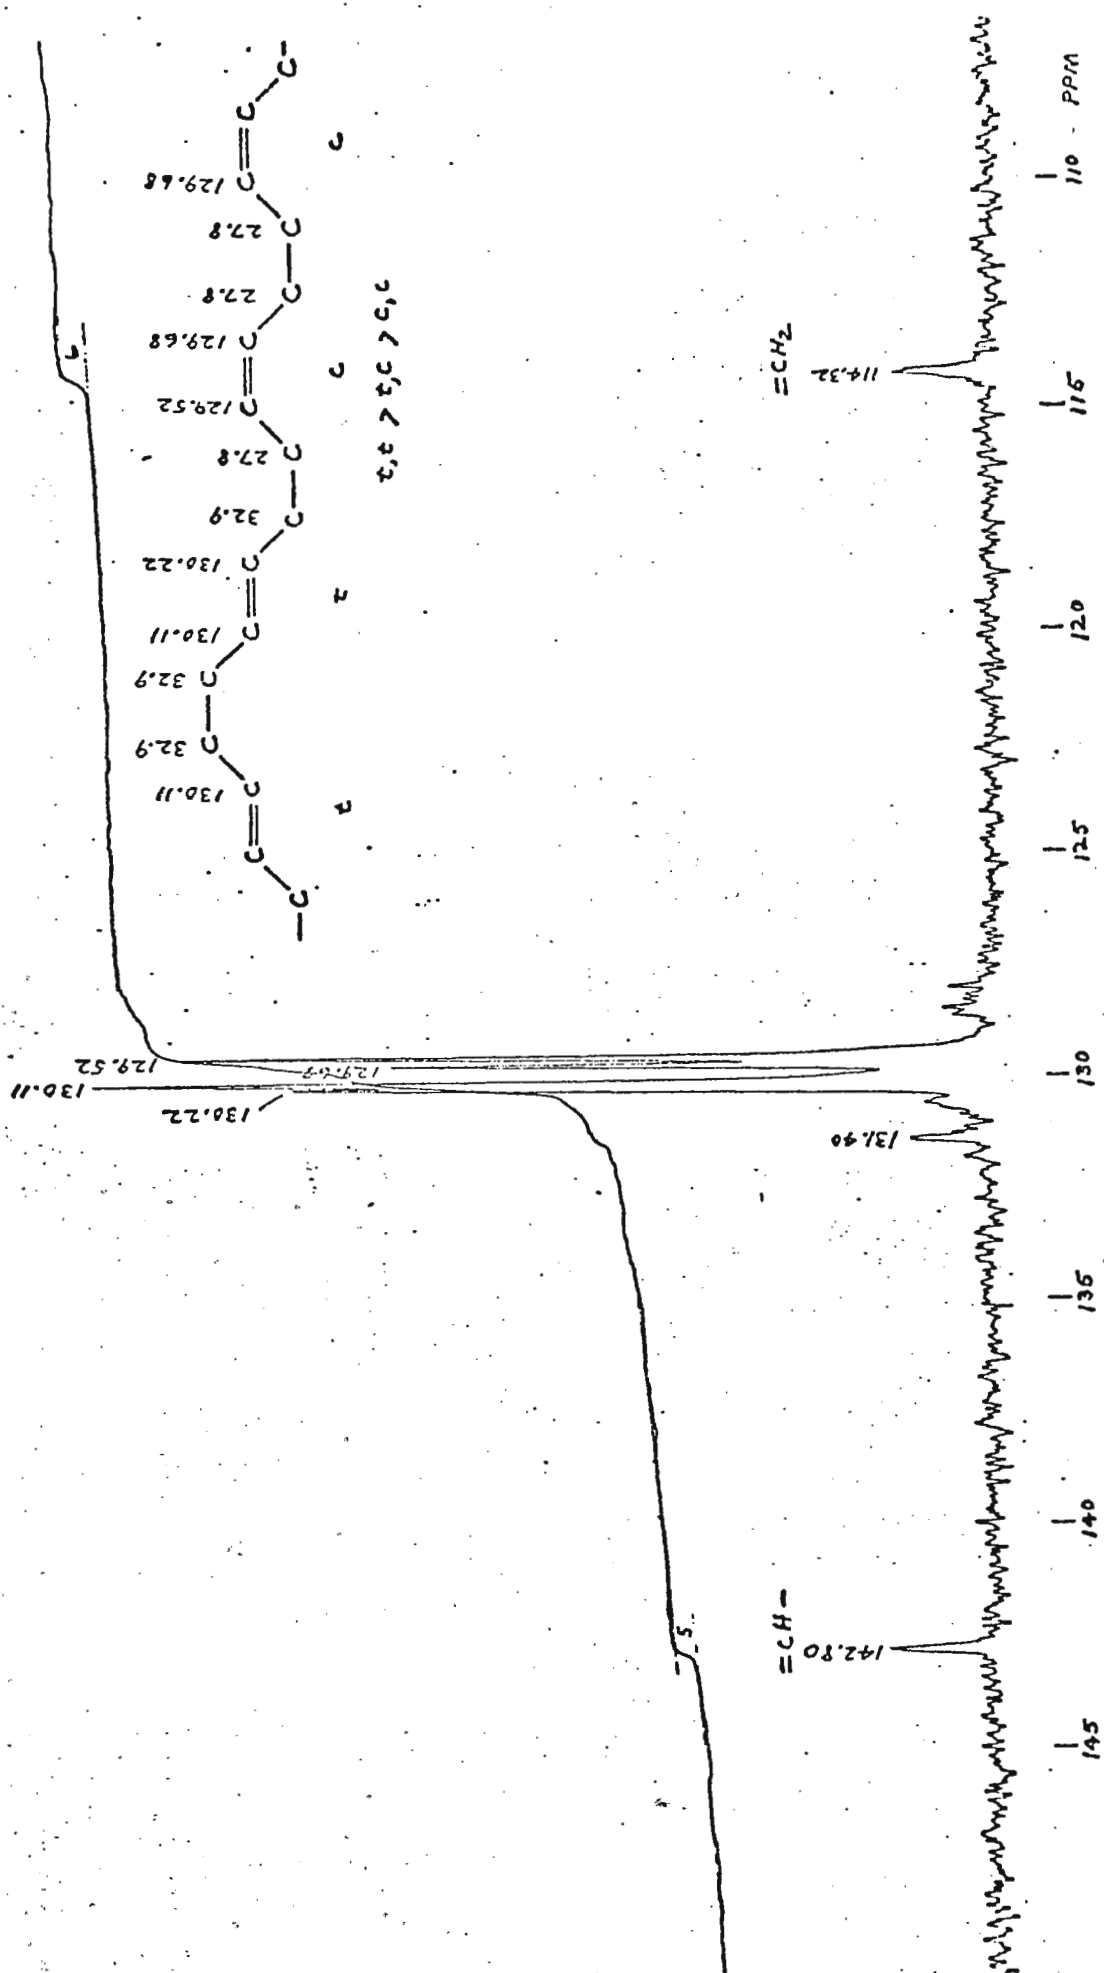 C=C-C-C-C=C-C-C-C=C-C-C-C=C-C-
130.11 32.9 32.9 130.11 130.22 32.9 27.8 129.52 129.68 27.8 27.8 129.68
t t c c
t,t > t,c > c,c
=CH-
142.80
=CH2
114.32
131.40
130.22
130.11
129.69
129.52
5
6
145 140 135 130 125 120 115 110 - PPM